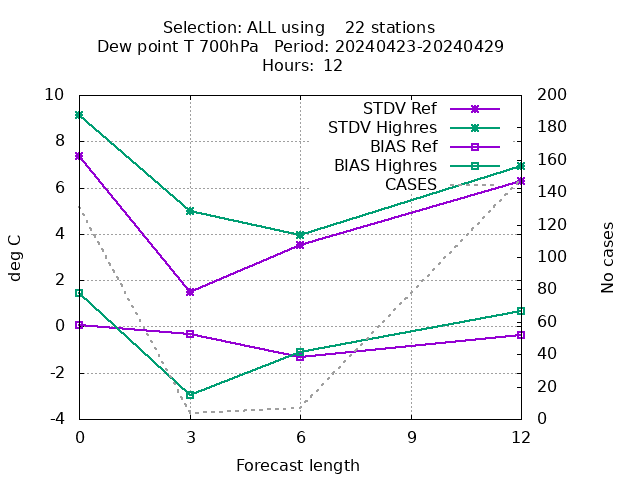 Selection: ALL using    22 stations
Dew point T 700hPa   Period: 20240423-20240429
Hours:  12
STDV Ref
STDV Highres
BIAS Ref
BIAS Highres
CASES
10
8
6
4
2
0
-2
-4
deg C
200
180
160
140
120
100
80
60
40
20
0
No cases
0 3 6 9 12
Forecast length